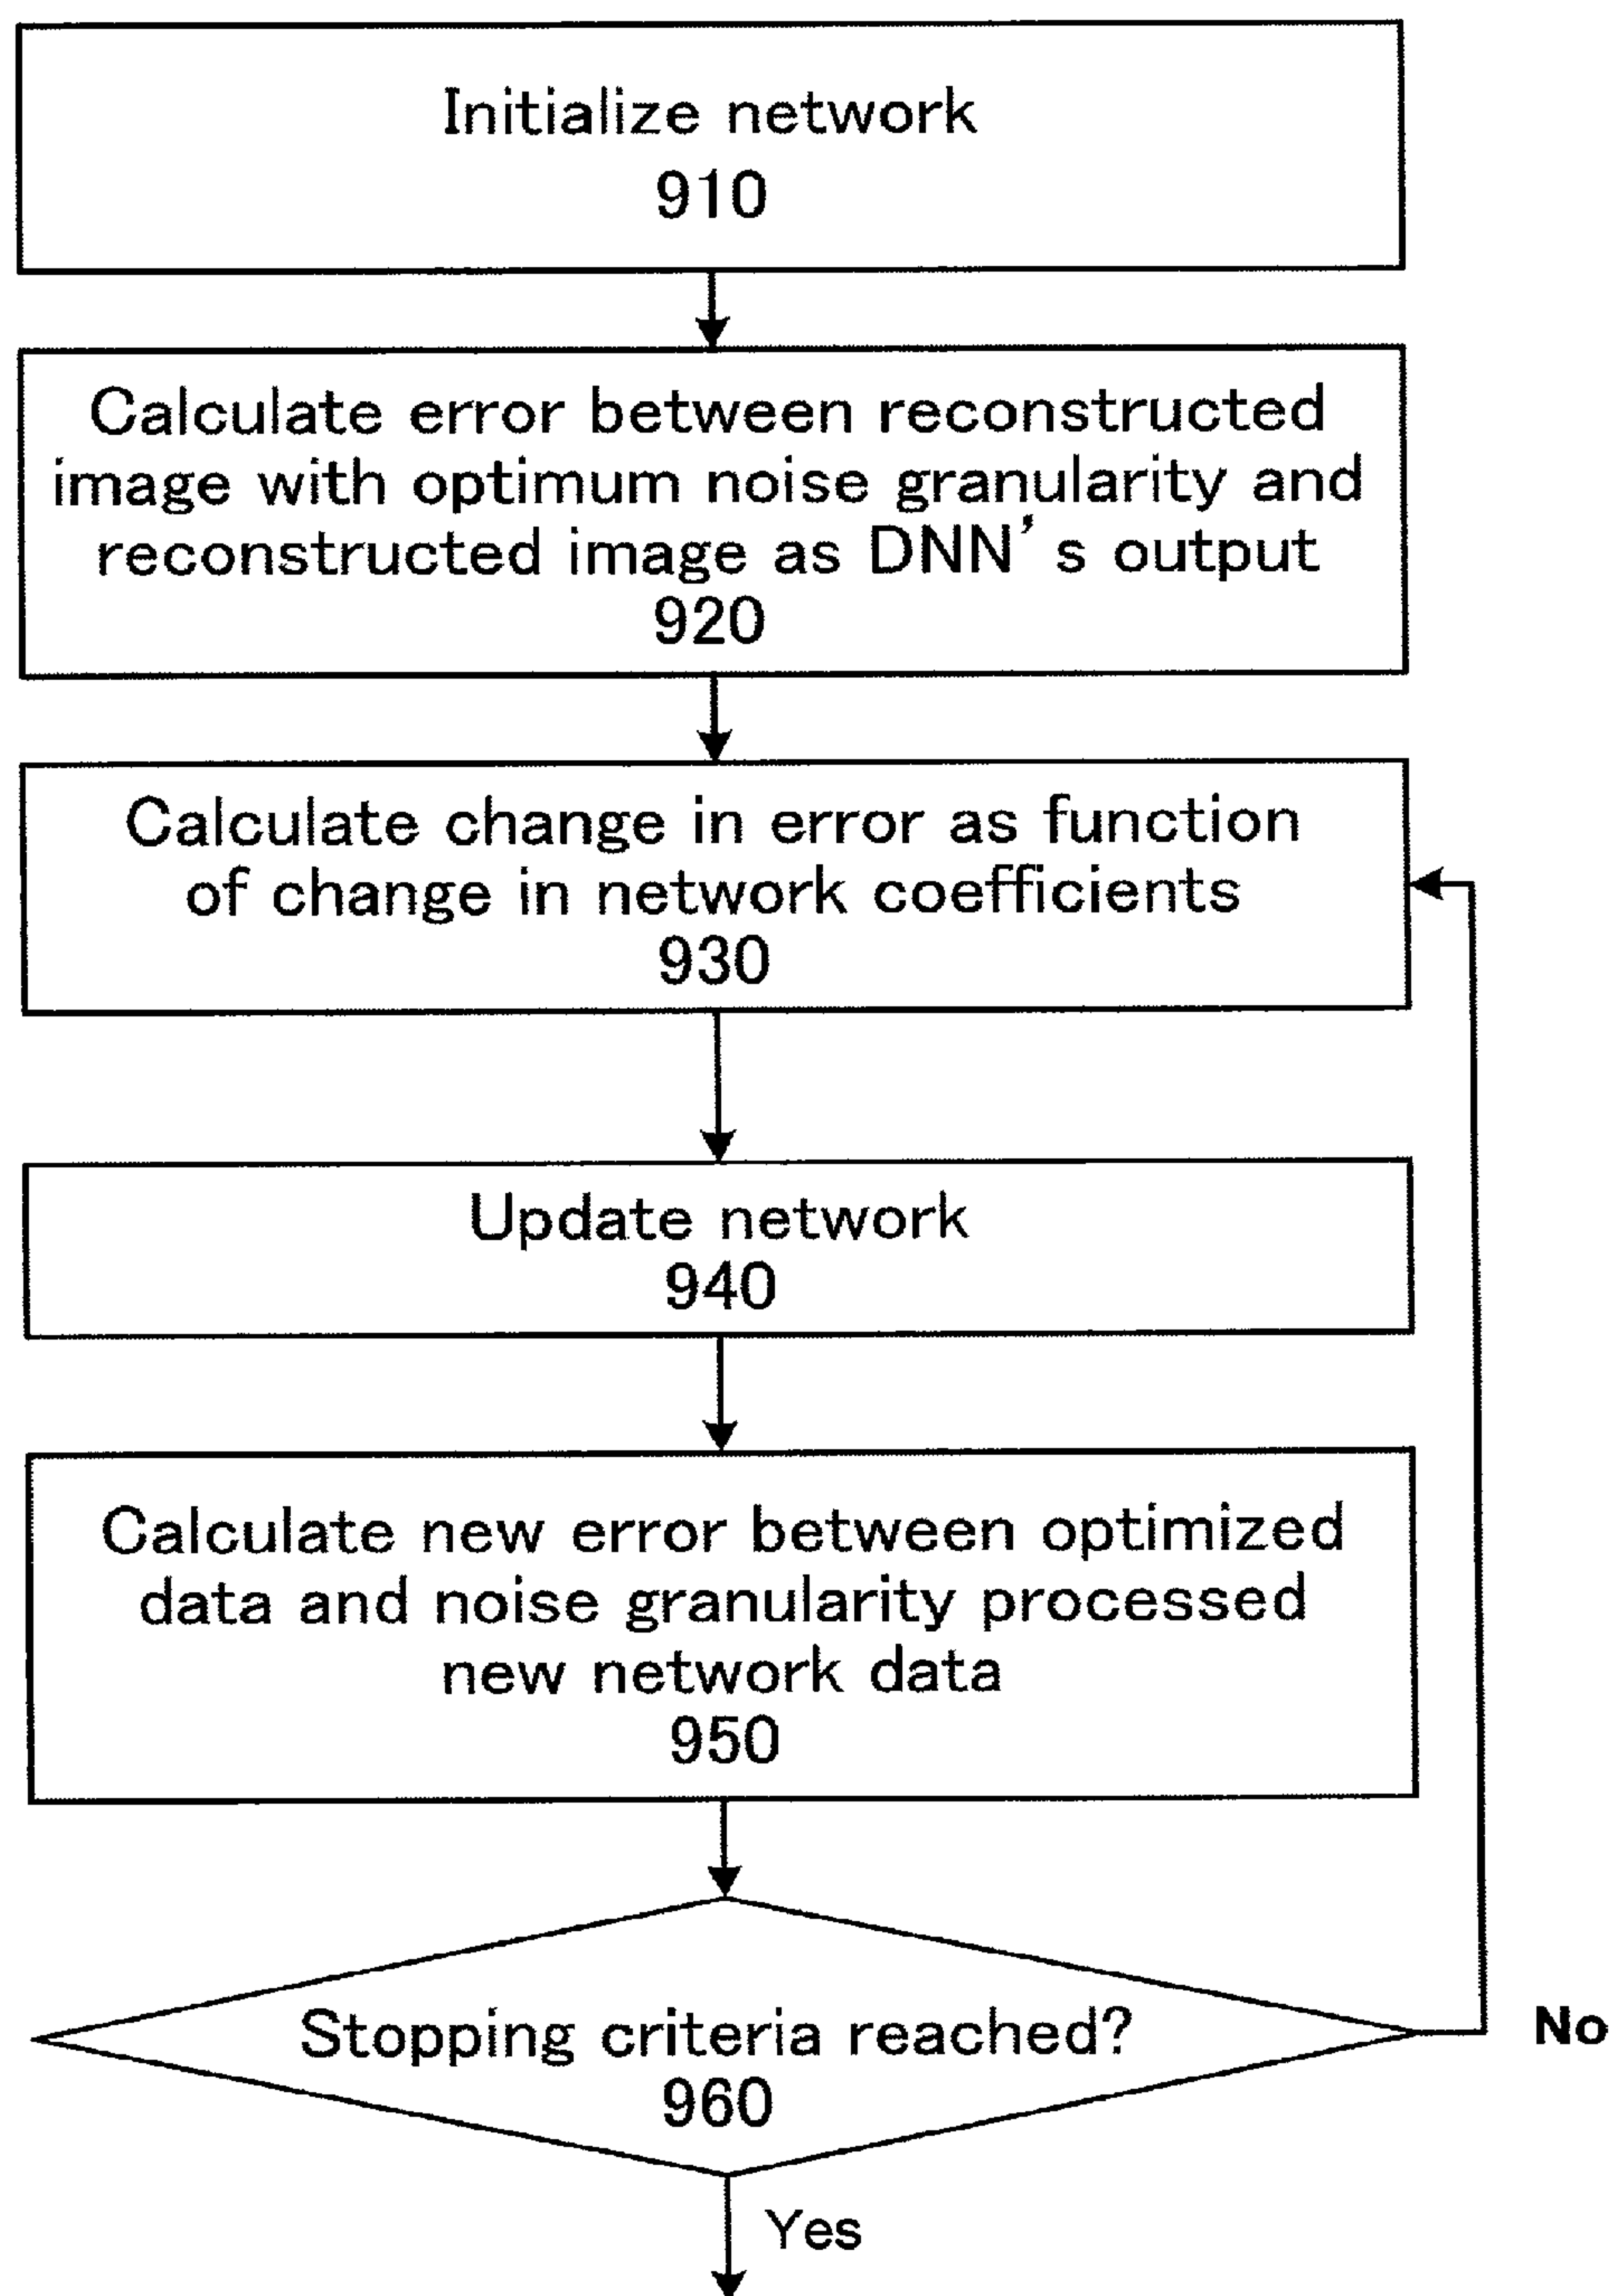 Initialize network
910
Calculate error between reconstructed
image with optimum noise granularity and
reconstructed image as DNN's output
920
Calculate change in error as function
of change in network coefficients
930
Update network
940
Calculate new error between optimized
data and noise granularity processed
new network data
950
Stopping criteria reached?
960
No
Yes